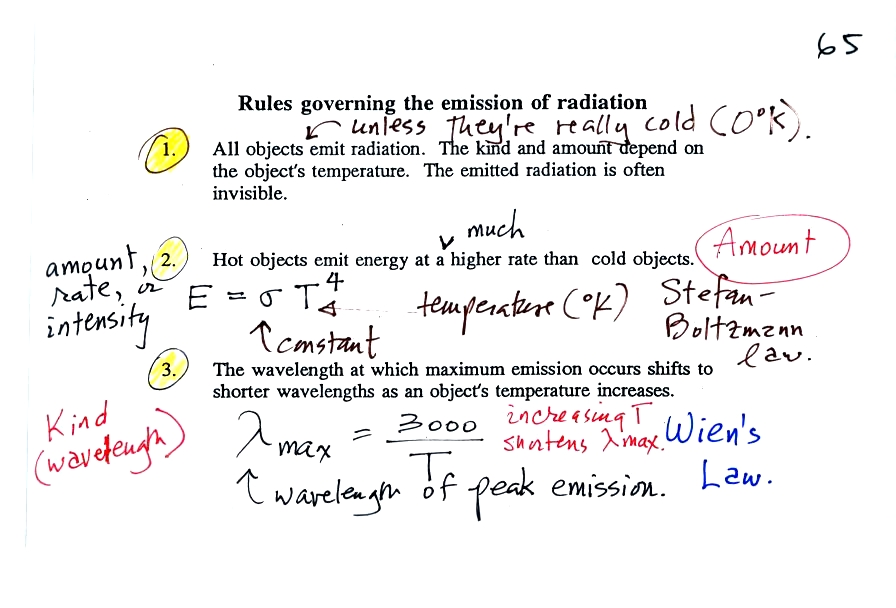 65
Rules governing the emission of radiation
unless they're really cold (0°K).
1. All objects emit radiation. The kind and amount depend on
the object's temperature. The emitted radiation is often
invisible.
much
2. Hot objects emit energy at a higher rate than cold objects.
Amount
amount,
rate, or
intensity
E = σ T⁴
temperature (°K)
constant
Stefan-
Boltzmann
law.
3. The wavelength at which maximum emission occurs shifts to
shorter wavelengths as an object's temperature increases.
Kind
(wavelength)
λ max = 3000 / T
increasing T
shortens λmax.
Wien's
Law.
wavelength of peak emission.